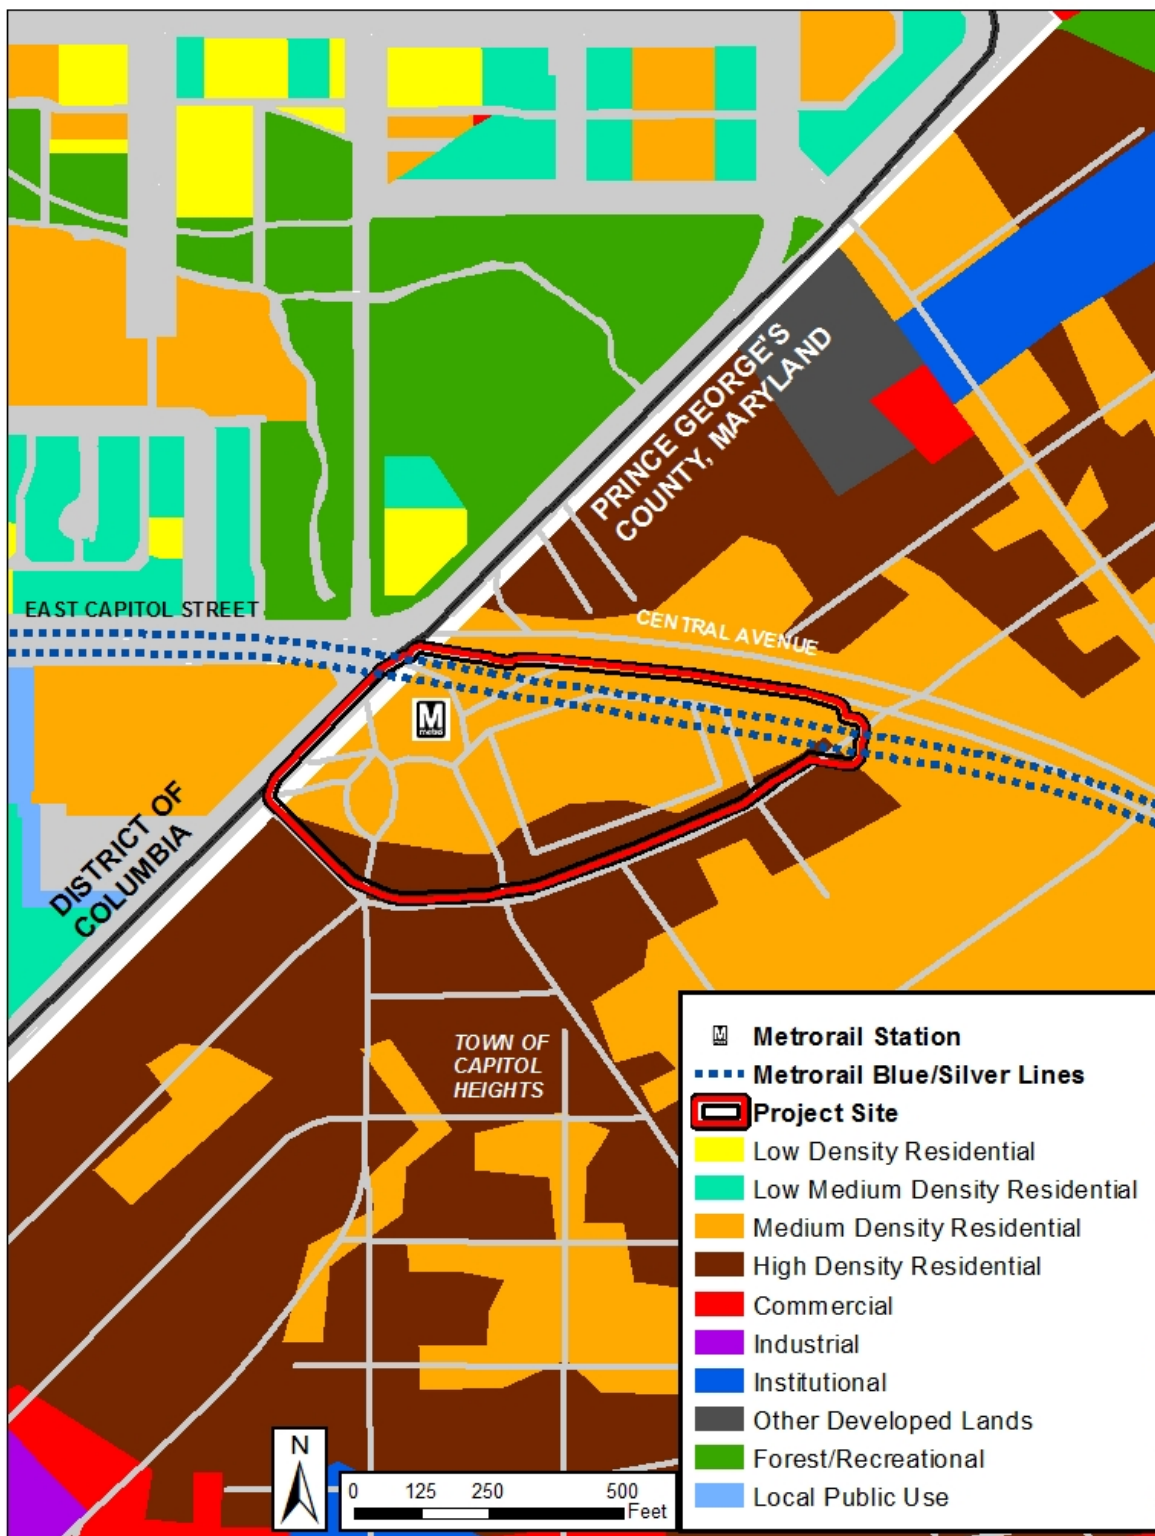 PRINCE GEORGE'S
COUNTY, MARYLAND
EAST CAPITOL STREET
CENTRAL AVENUE
M
metro
DISTRICT OF
COLUMBIA
TOWN OF
CAPITOL
HEIGHTS
M Metrorail Station
Metrorail Blue/Silver Lines
Project Site
Low Density Residential
Low Medium Density Residential
Medium Density Residential
High Density Residential
Commercial
Industrial
Institutional
Other Developed Lands
Forest/Recreational
Local Public Use
N
0 125 250 500
Feet